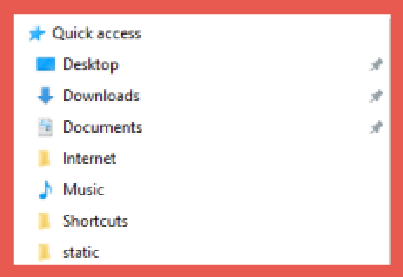 Quick access
Desktop
Downloads
Documents
Internet
Music
Shortcuts
static